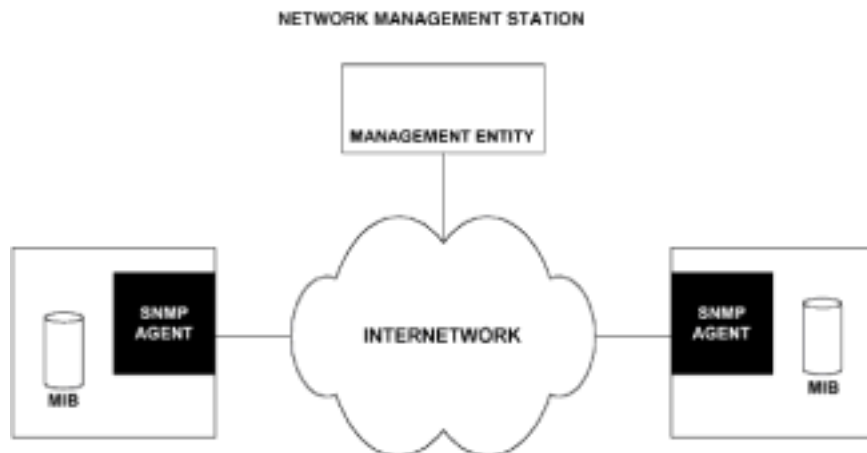 NETWORK MANAGEMENT STATION
MANAGEMENT ENTITY
SNMP
AGENT
MIB
INTERNETWORK
SNMP
AGENT
MIB